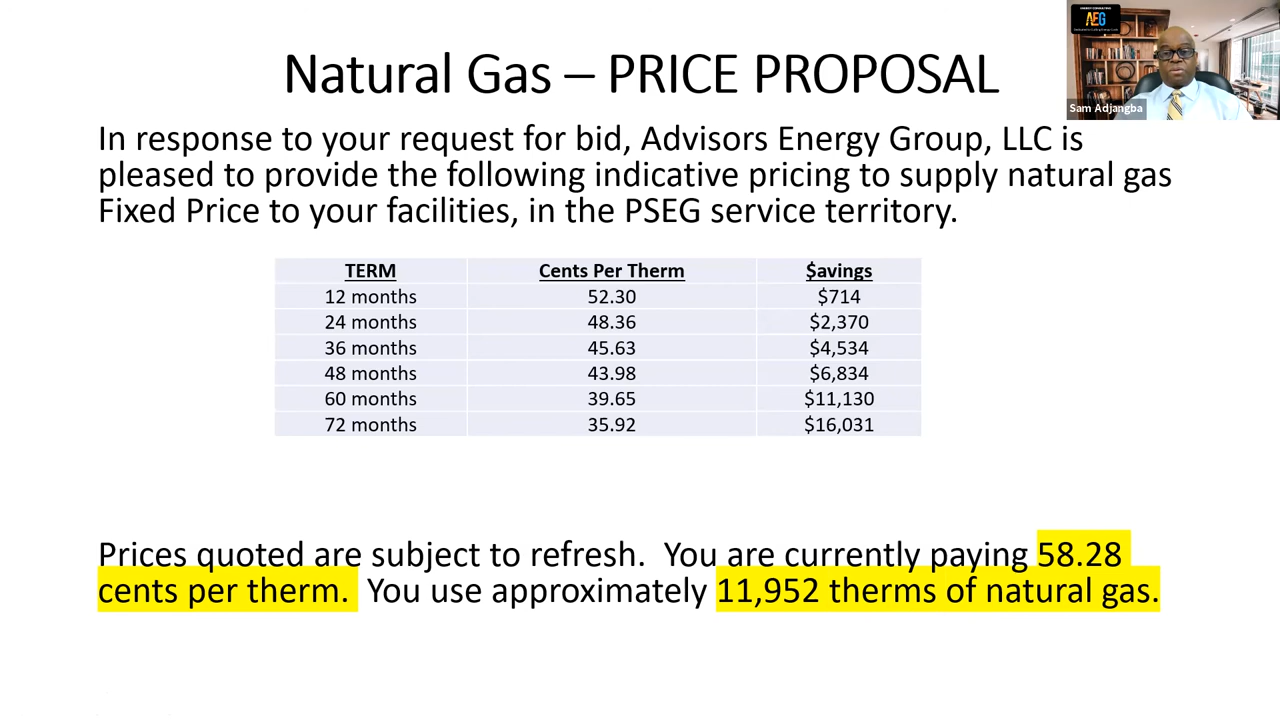 Natural Gas – PRICE PROPOSAL
AEG
Sam Adjangba
In response to your request for bid, Advisors Energy Group, LLC is
pleased to provide the following indicative pricing to supply natural gas
Fixed Price to your facilities, in the PSEG service territory.
TERM Cents Per Therm $avings
12 months 52.30 $714
24 months 48.36 $2,370
36 months 45.63 $4,534
48 months 43.98 $6,834
60 months 39.65 $11,130
72 months 35.92 $16,031
Prices quoted are subject to refresh. You are currently paying 58.28
cents per therm. You use approximately 11,952 therms of natural gas.